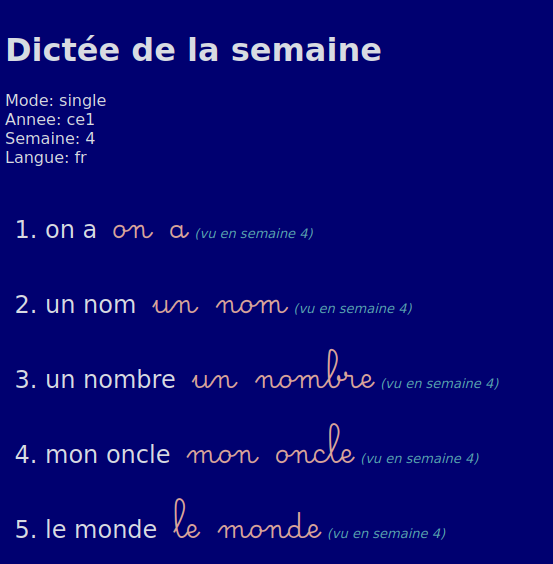 Dictée de la semaine
Mode: single
Annee: ce1
Semaine: 4
Langue: fr
1. on a on a (vu en semaine 4)
2. un nom un nom (vu en semaine 4)
3. un nombre un nombre (vu en semaine 4)
4. mon oncle mon oncle (vu en semaine 4)
5. le monde le monde (vu en semaine 4)